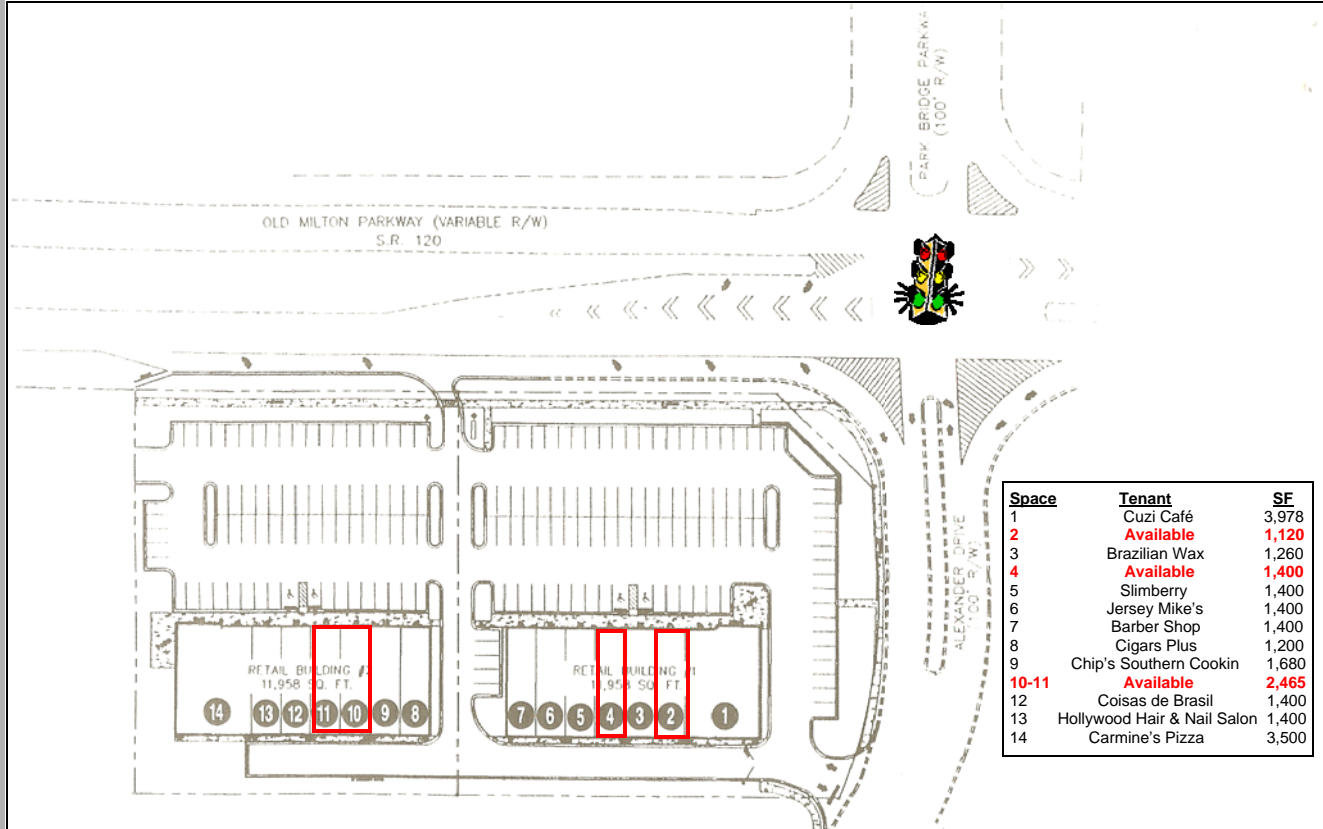 PARK BRIDGE PARKWA
(100' R/W)
OLD MILTON PARKWAY (VARIABLE R/W)
S.R. 120
ALEXANDER DRIVE
(100' R/W)
Space Tenant SF
1 Cuzi Café 3,978
2 Available 1,120
3 Brazilian Wax 1,260
4 Available 1,400
5 Slimberry 1,400
6 Jersey Mike's 1,400
7 Barber Shop 1,400
8 Cigars Plus 1,200
9 Chip's Southern Cookin 1,680
10-11 Available 2,465
12 Coisas de Brasil 1,400
13 Hollywood Hair & Nail Salon 1,400
14 Carmine's Pizza 3,500
RETAIL BUILDING #2
11,958 SQ. FT.
14 13 12 11 10 9 8
RETAIL BUILDING #1
11,958 SQ. FT.
7 6 5 4 3 2 1